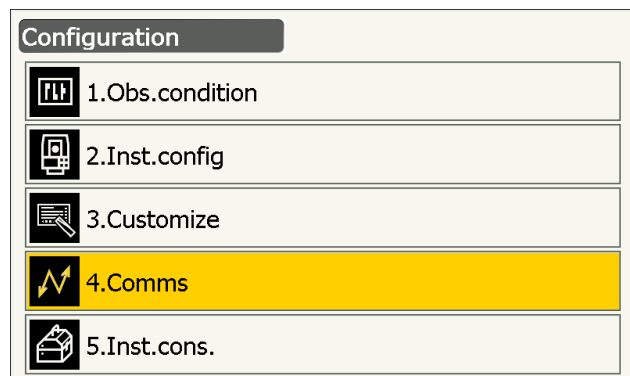 Configuration
1.Obs.condition
2.Inst.config
3.Customize
4.Comms
5.Inst.cons.